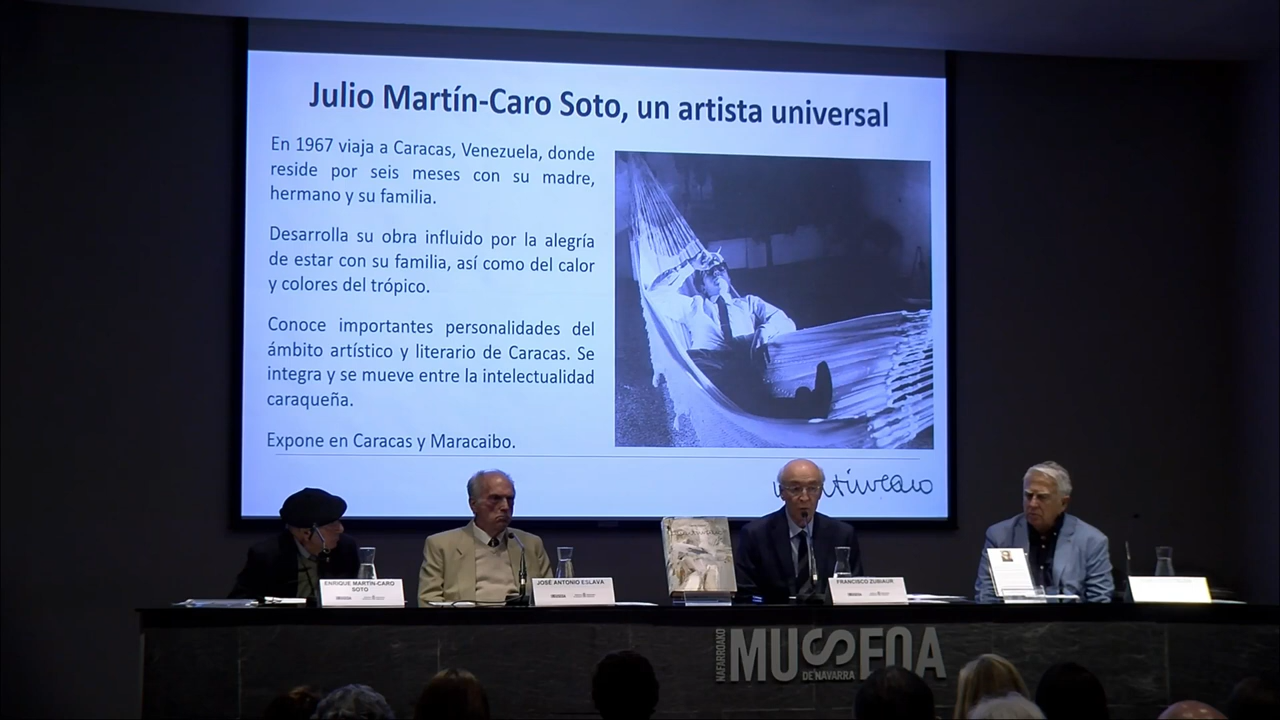 Julio Martín-Caro Soto, un artista universal
En 1967 viaja a Caracas, Venezuela, donde
reside por seis meses con su madre,
hermano y su familia.
Desarrolla su obra influido por la alegría
de estar con su familia, así como del calor
y colores del trópico.
Conoce importantes personalidades del
ámbito artístico y literario de Caracas. Se
integra y se mueve entre la intelectualidad
caraqueña.
Expone en Caracas y Maracaibo.
ENRIQUE MARTÍN-CARO
SOTO
JOSÉ ANTONIO ESLAVA
FRANCISCO ZUBIAUR
NAFARROAKO
MUSEOA
DE NAVARRA